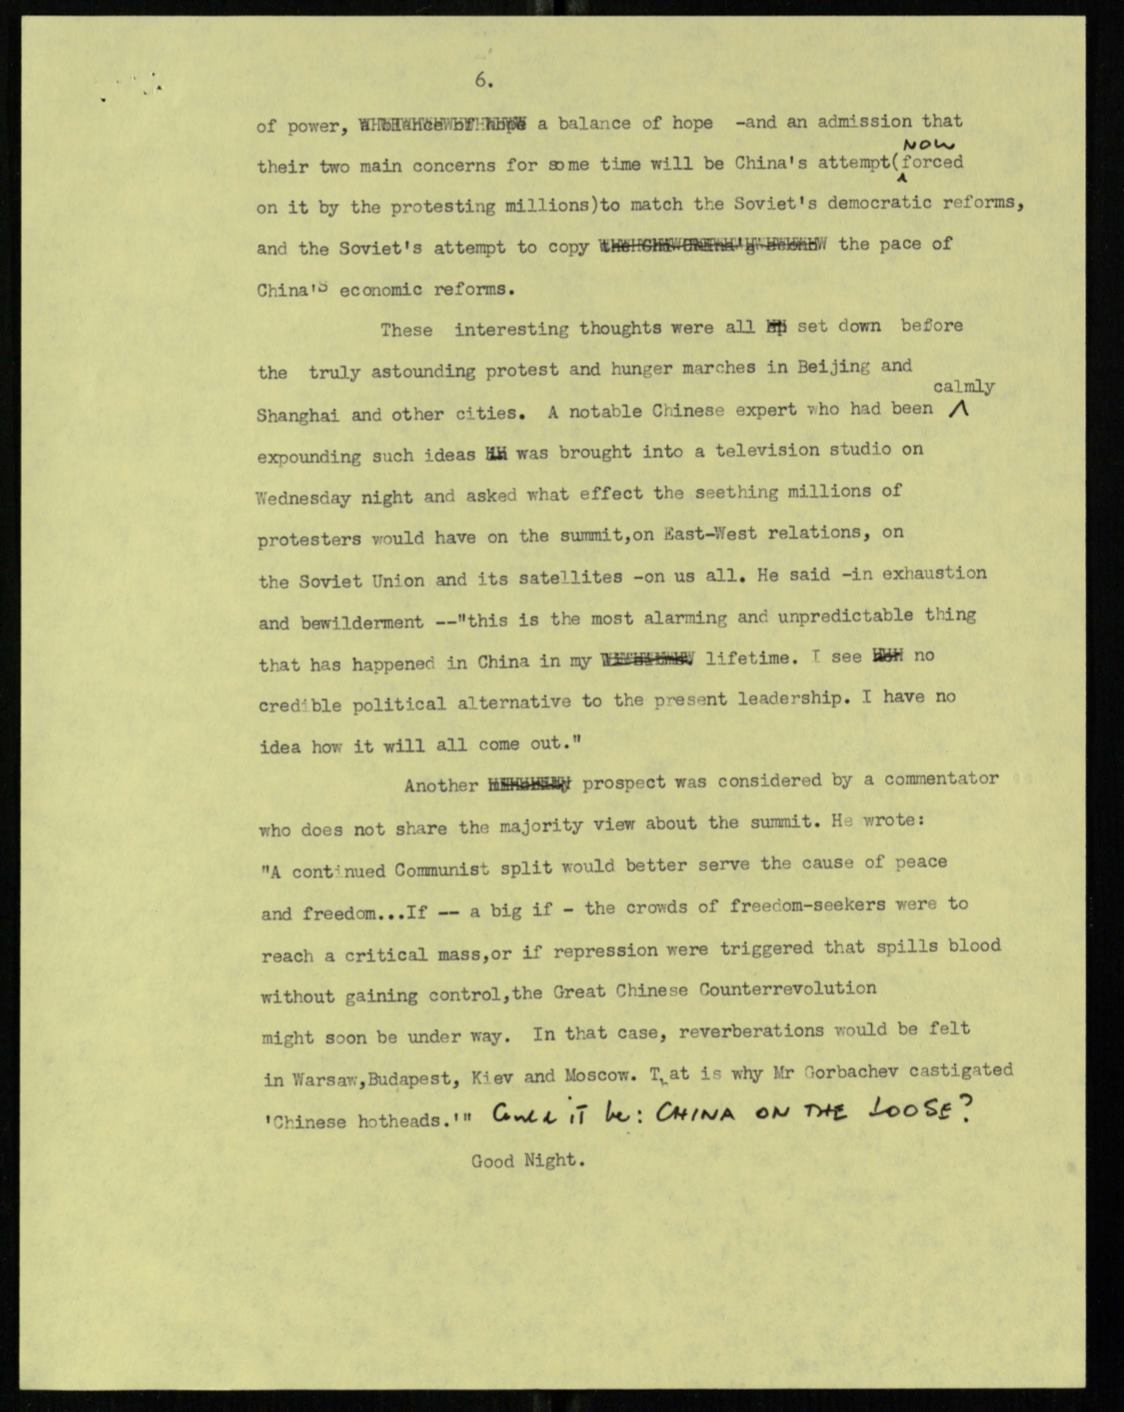 6.
of power, a balance of hope -and an admission that
NOW
their two main concerns for some time will be China's attempt(forced
on it by the protesting millions)to match the Soviet's democratic reforms,
and the Soviet's attempt to copy the pace of
China's economic reforms.
These interesting thoughts were all set down before
the truly astounding protest and hunger marches in Beijing and
calmly
Shanghai and other cities. A notable Chinese expert who had been
expounding such ideas was brought into a television studio on
Wednesday night and asked what effect the seething millions of
protesters would have on the summit,on East-West relations, on
the Soviet Union and its satellites -on us all. He said -in exhaustion
and bewilderment --"this is the most alarming and unpredictable thing
that has happened in China in my lifetime. I see no
credible political alternative to the present leadership. I have no
idea how it will all come out."
Another prospect was considered by a commentator
who does not share the majority view about the summit. He wrote:
"A continued Communist split would better serve the cause of peace
and freedom...If -- a big if - the crowds of freedom-seekers were to
reach a critical mass,or if repression were triggered that spills blood
without gaining control,the Great Chinese Counterrevolution
might soon be under way. In that case, reverberations would be felt
in Warsaw,Budapest, Kiev and Moscow. T at is why Mr Gorbachev castigated
'Chinese hotheads.'" Could it be: CHINA ON THE LOOSE?
Good Night.